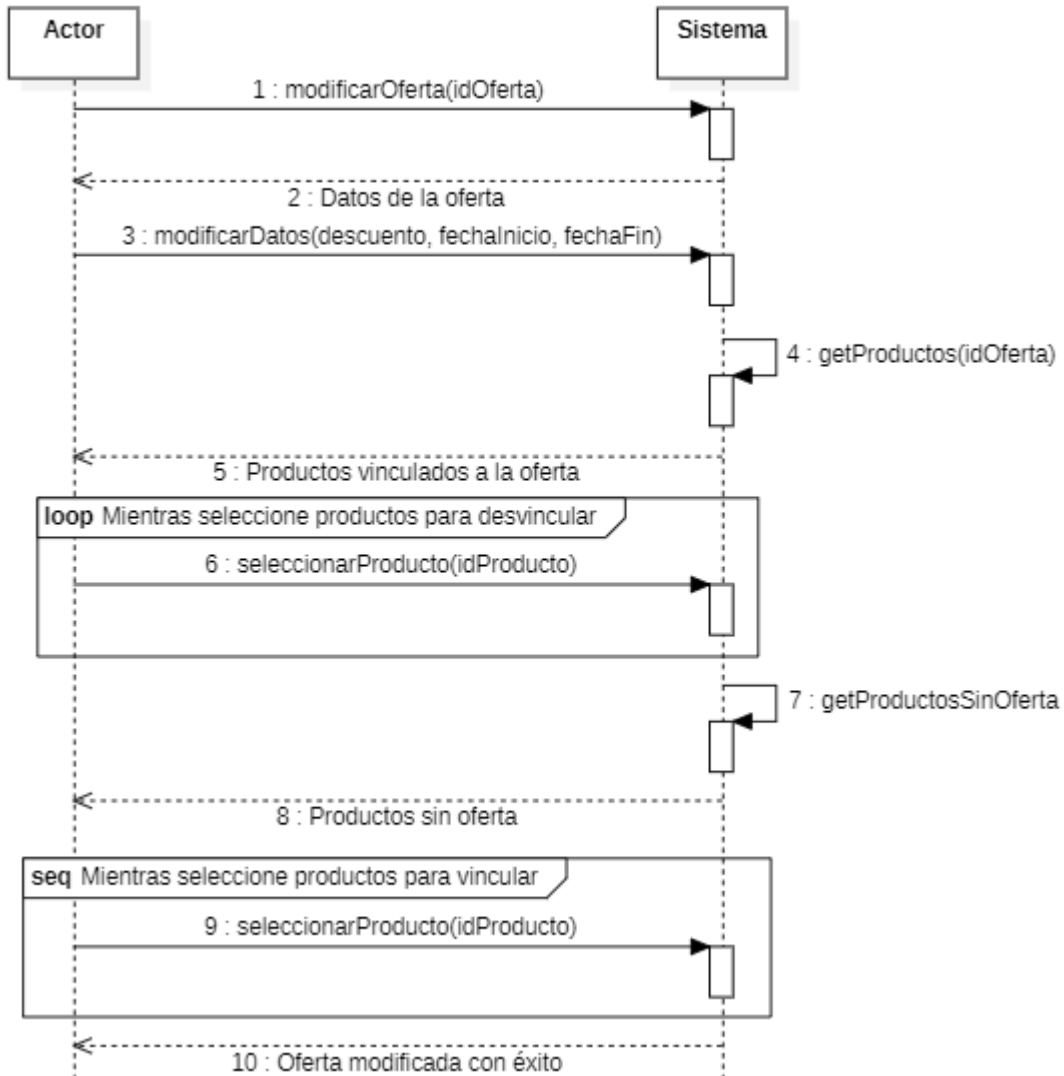 Actor
Sistema
1 : modificarOferta(idOferta)
2 : Datos de la oferta
3 : modificarDatos(descuento, fechaInicio, fechaFin)
4 : getProductos(idOferta)
5 : Productos vinculados a la oferta
loop Mientras seleccione productos para desvincular
6 : seleccionarProducto(idProducto)
7 : getProductosSinOferta
8 : Productos sin oferta
seq Mientras seleccione productos para vincular
9 : seleccionarProducto(idProducto)
10 : Oferta modificada con éxito